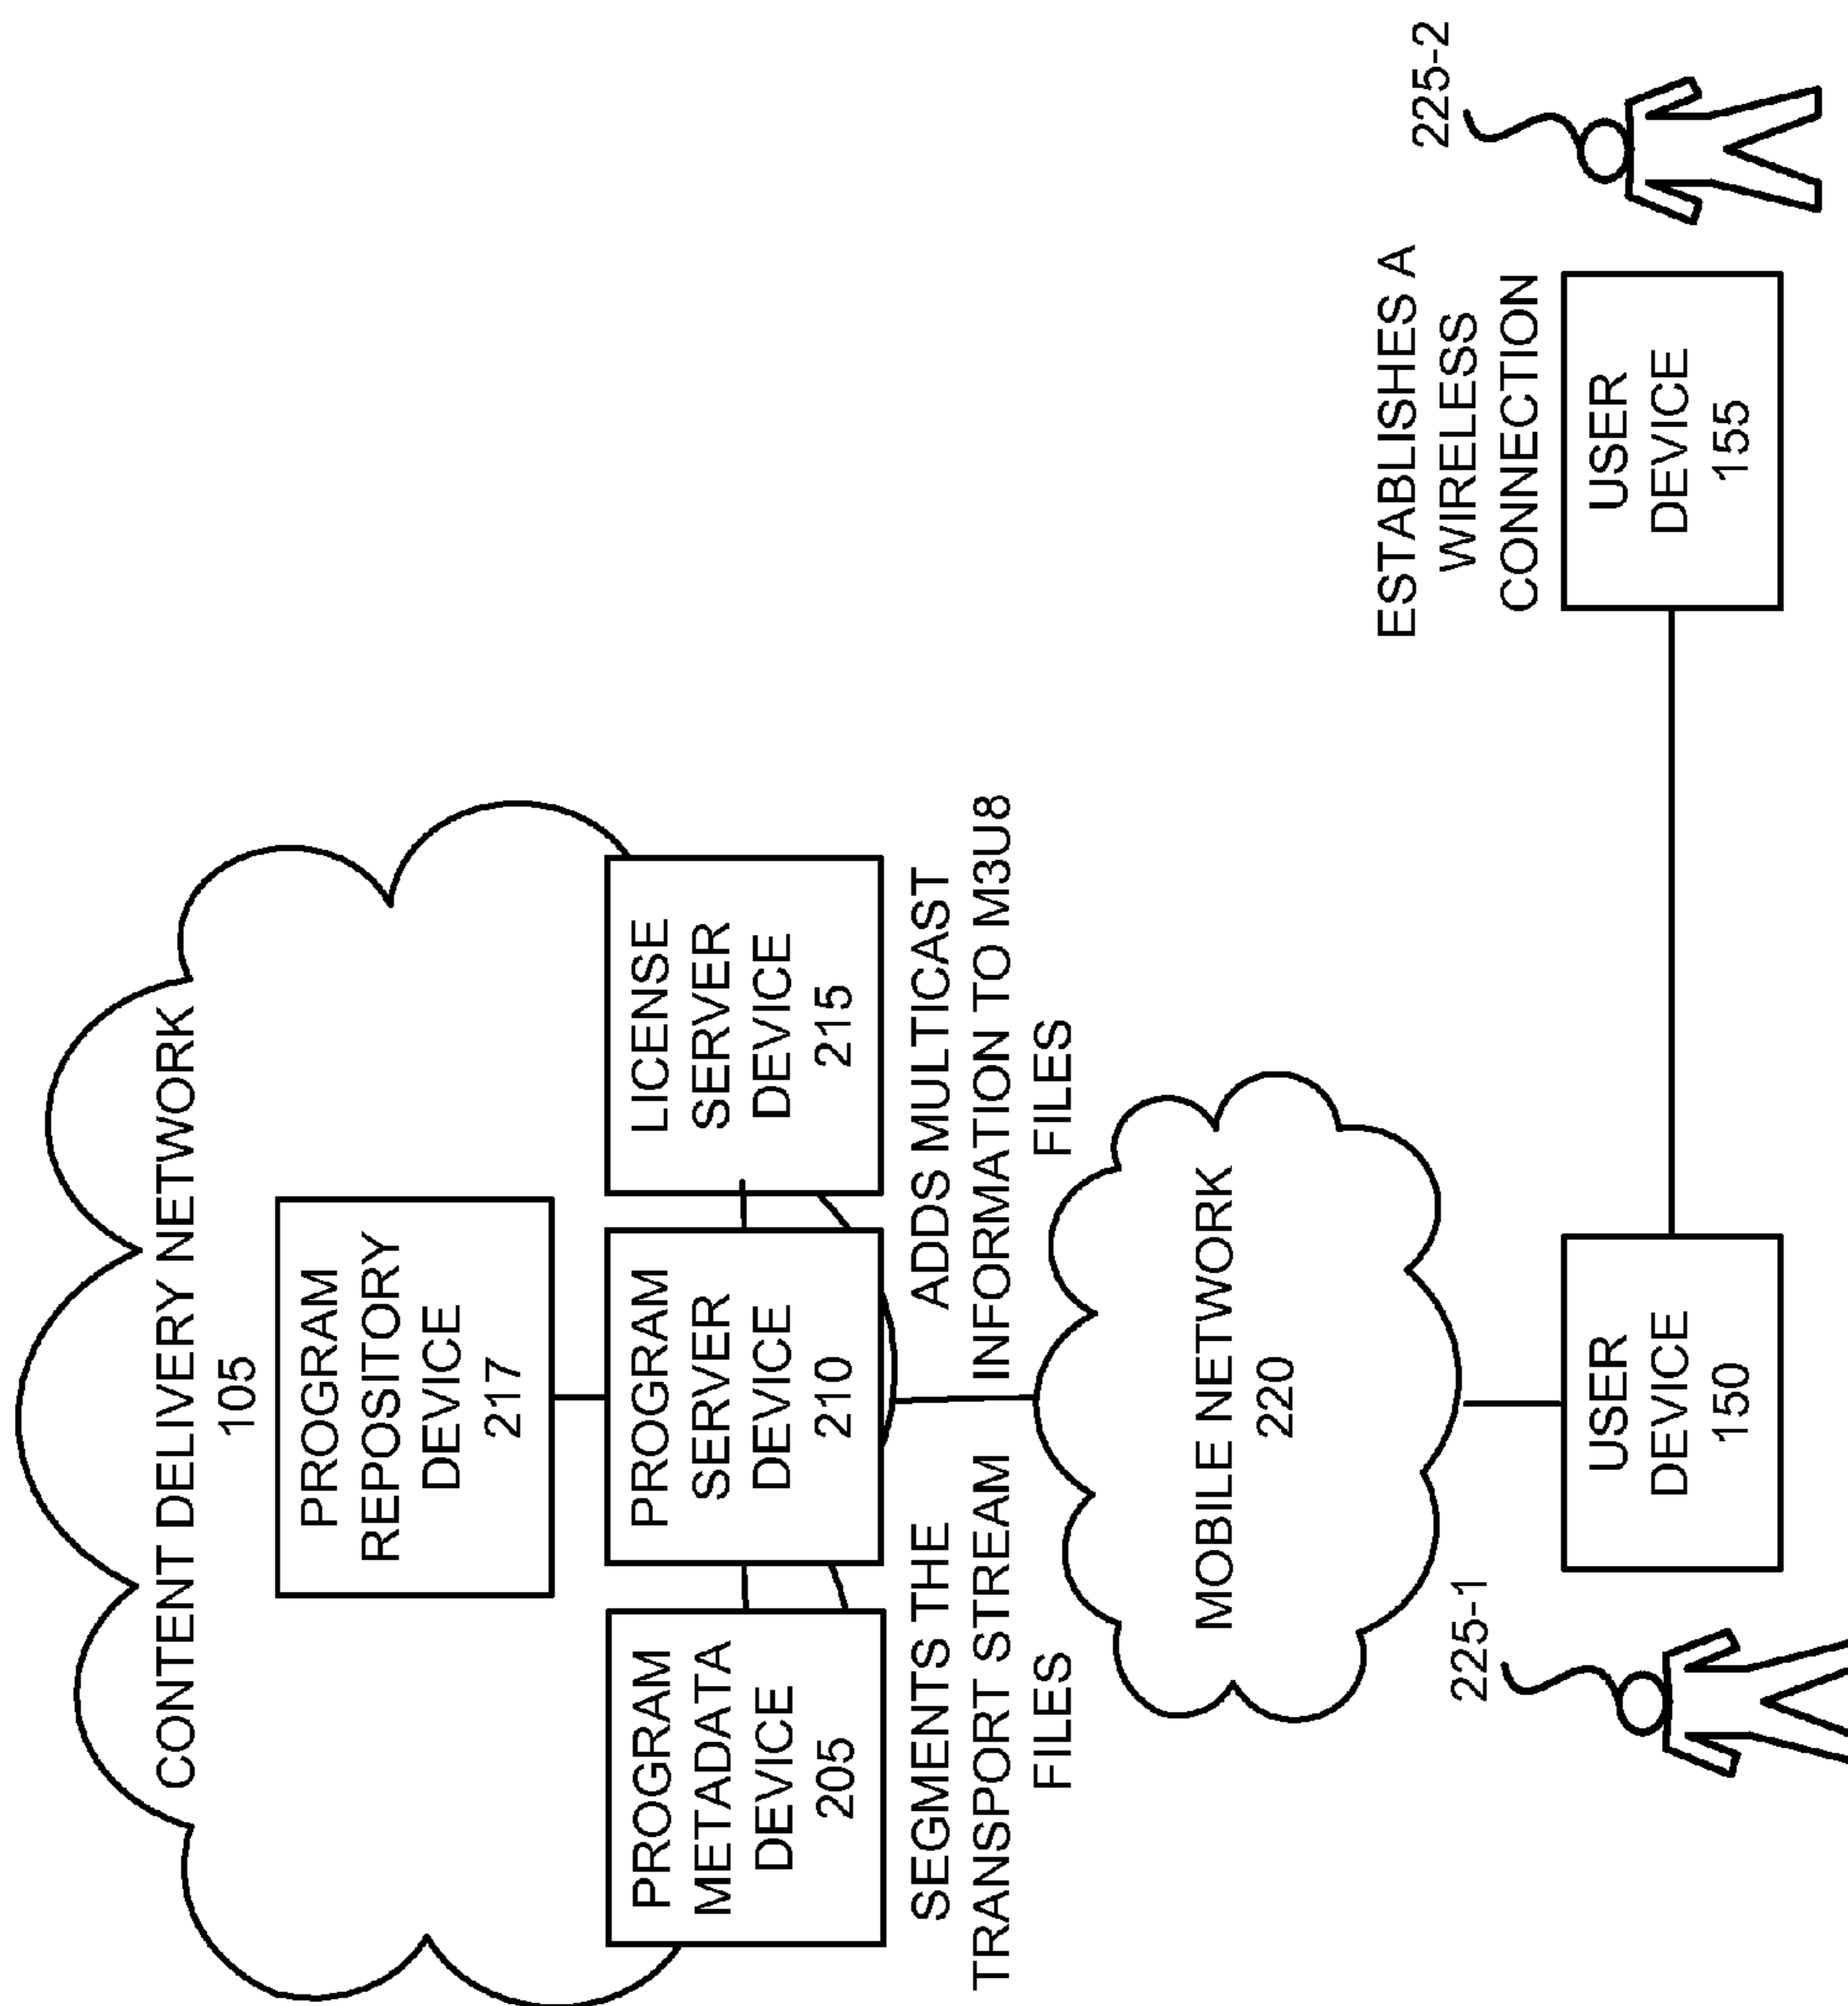 CONTENT DELIVERY NETWORK
105
PROGRAM
REPOSITORY
DEVICE
217
PROGRAM
METADATA
DEVICE
205
PROGRAM
SERVER
DEVICE
210
LICENSE
SERVER
DEVICE
215
SEGMENTS THE
TRANSPORT STREAM
FILES
ADDS MULTICAST
INFORMATION TO M3U8
FILES
MOBILE NETWORK
220
225-1
USER
DEVICE
150
ESTABLISHES A
WIRELESS
CONNECTION
USER
DEVICE
155
225-2